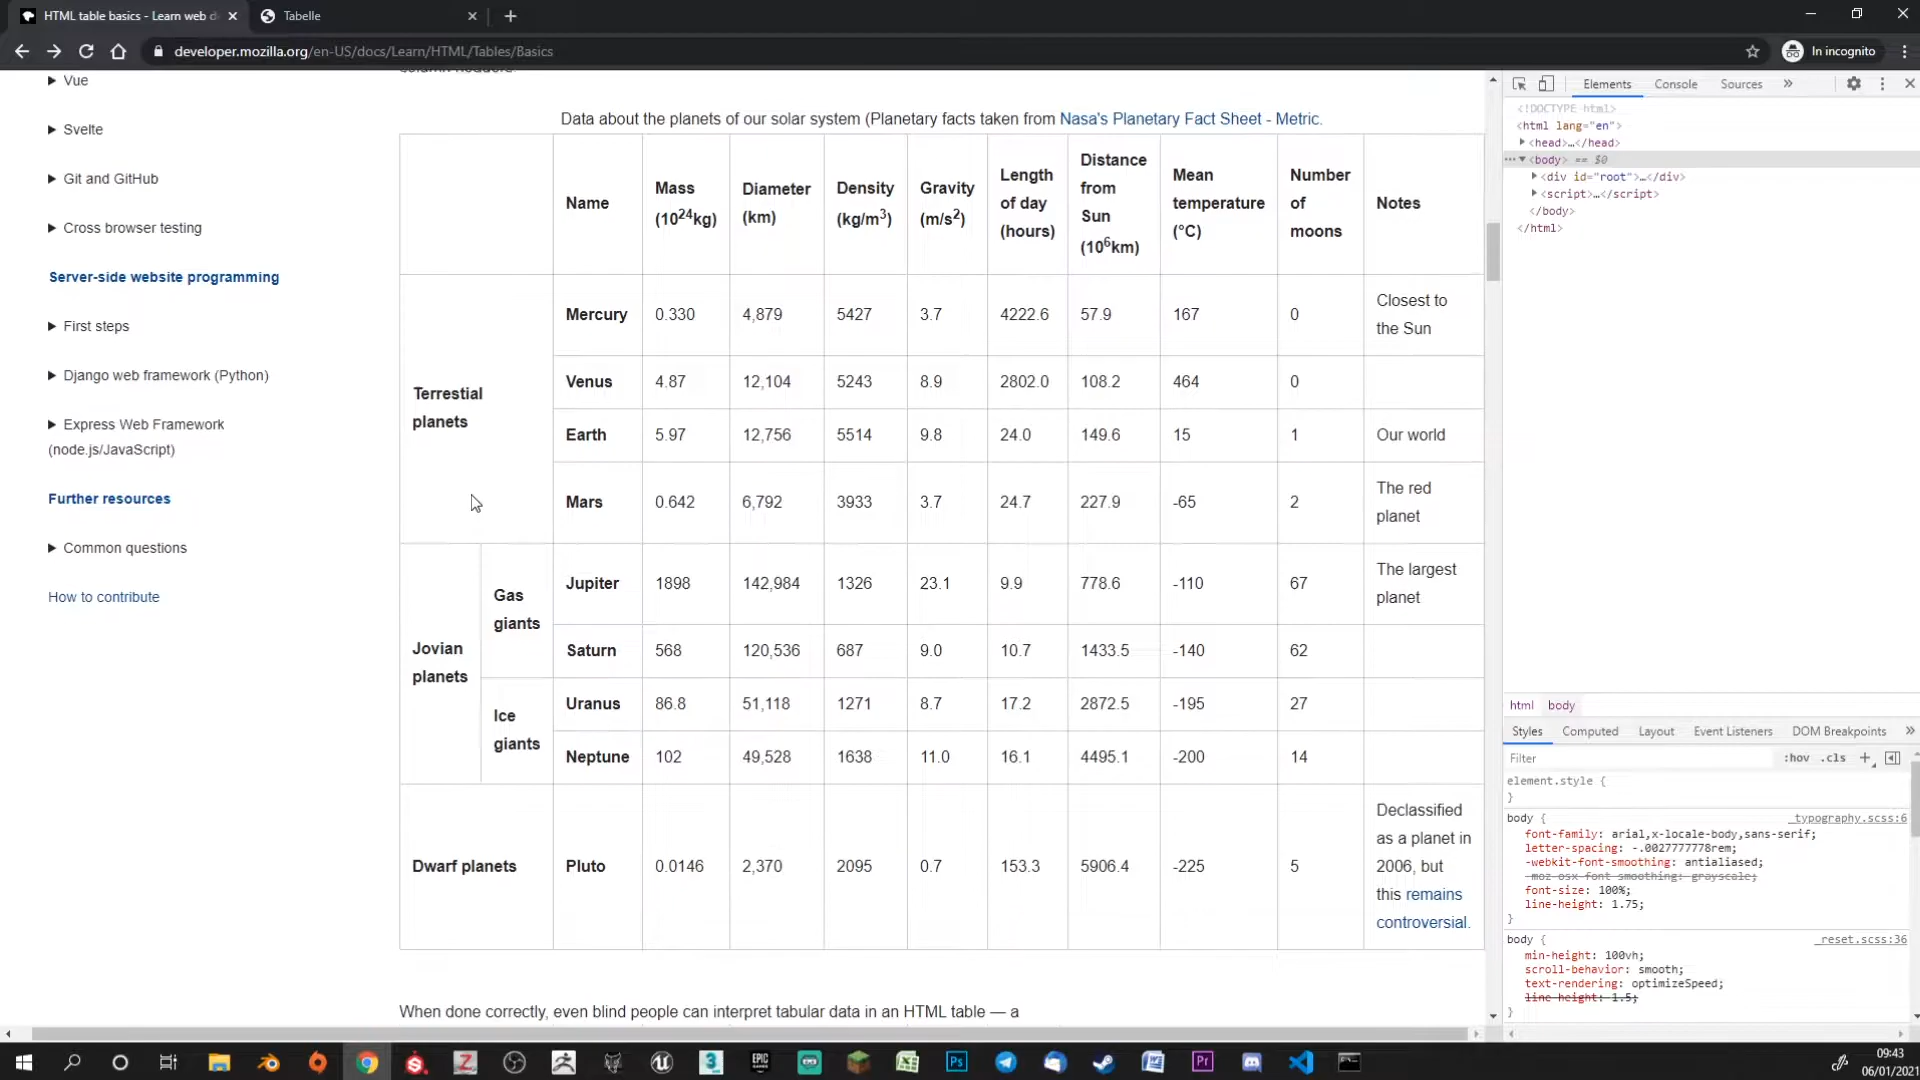 HTML table basics - Learn web d
Tabelle
developer.mozilla.org/en-US/docs/Learn/HTML/Tables/Basics
In incognito
Vue
Svelte
Git and GitHub
Cross browser testing
Server-side website programming
First steps
Django web framework (Python)
Express Web Framework
(node.js/JavaScript)
Further resources
Common questions
How to contribute
Data about the planets of our solar system (Planetary facts taken from Nasa's Planetary Fact Sheet - Metric.
Name
Mass
(10²⁴kg)
Diameter
(km)
Density
(kg/m³)
Gravity
(m/s²)
Length
of day
(hours)
Distance
from
Sun
(10⁶km)
Mean
temperature
(°C)
Number
of
moons
Notes
Terrestial
planets
Mercury 0.330 4,879 5427 3.7 4222.6 57.9 167 0
Closest to
the Sun
Venus 4.87 12,104 5243 8.9 2802.0 108.2 464 0
Earth 5.97 12,756 5514 9.8 24.0 149.6 15 1 Our world
Mars 0.642 6,792 3933 3.7 24.7 227.9 -65 2
The red
planet
Jovian
planets
Gas
giants
Jupiter 1898 142,984 1326 23.1 9.9 778.6 -110 67
The largest
planet
Saturn 568 120,536 687 9.0 10.7 1433.5 -140 62
Ice
giants
Uranus 86.8 51,118 1271 8.7 17.2 2872.5 -195 27
Neptune 102 49,528 1638 11.0 16.1 4495.1 -200 14
Dwarf planets Pluto 0.0146 2,370 2095 0.7 153.3 5906.4 -225 5
Declassified
as a planet in
2006, but
this remains
controversial.
When done correctly, even blind people can interpret tabular data in an HTML table — a
Elements Console Sources
<!DOCTYPE html>
<html lang="en">
<head>…</head>
<body> == $0
<div id="root">…</div>
<script>…</script>
</body>
</html>
html body
Styles Computed Layout Event Listeners DOM Breakpoints
Filter :hov .cls
element.style {
}
body { _typography.scss:6
font-family: arial,x-locale-body,sans-serif;
letter-spacing: -.0027777778rem;
-webkit-font-smoothing: antialiased;
-moz-osx-font-smoothing: grayscale;
font-size: 100%;
line-height: 1.75;
}
body { _reset.scss:36
min-height: 100vh;
scroll-behavior: smooth;
text-rendering: optimizeSpeed;
line-height: 1.5;
}
EPIC
GAMES
Ps
Pr
09:43
06/01/2021